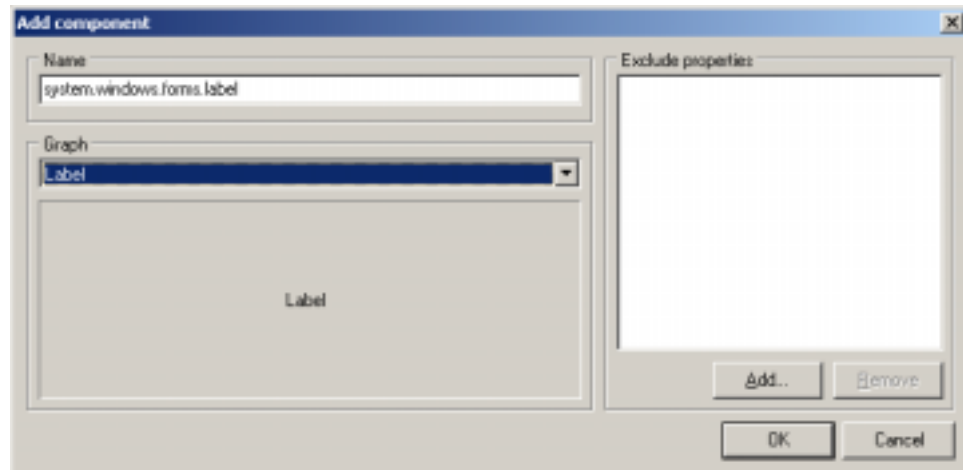 Add component
Name
system.windows.forms.label
Graph
Label
Label
Exclude properties
Add...
Remove
OK
Cancel